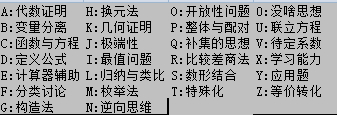 A:代数证明 H:换元法 O:开放性问题 O:没啥思想
B:变量分离 K:几何证明 P:整体与配对 U:联立方程
C:函数与方程 J:极端性 Q:补集的思想 V:待定系数
D:定义公式 I:最值问题 R:比较差商法 X:学习能力
E:计算器辅助 L:归纳与类比 S:数形结合 Y:应用题
F:分类讨论 M:枚举法 T:特殊化 Z:等价转化
G:构造法 N:逆向思维